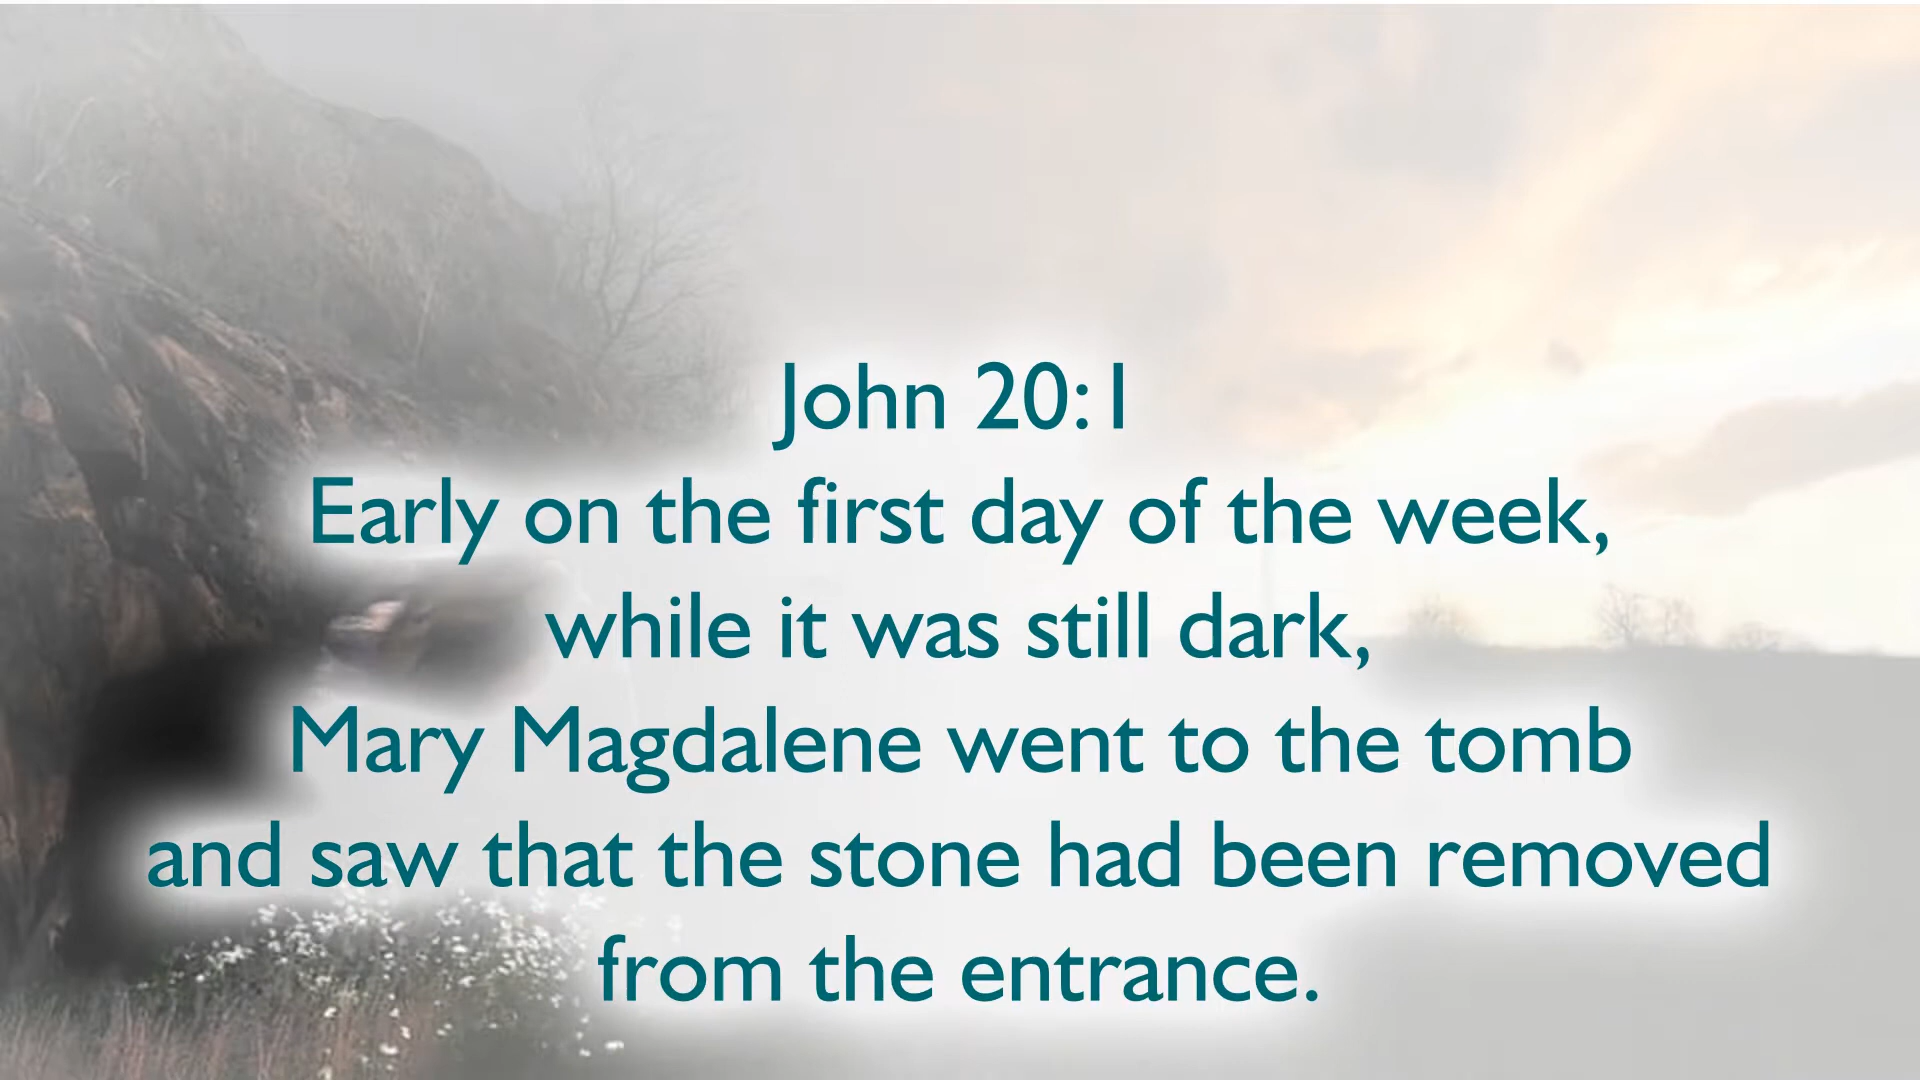 John 20:1
Early on the first day of the week,
while it was still dark,
Mary Magdalene went to the tomb
and saw that the stone had been removed
from the entrance.